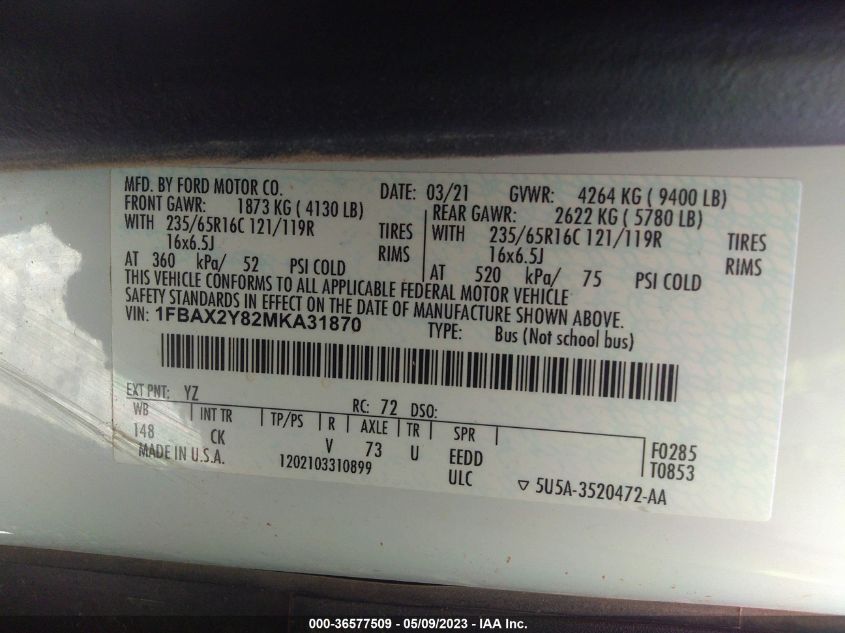 MFD. BY FORD MOTOR CO. DATE: 03/21 GVWR: 4264 KG ( 9400 LB)
FRONT GAWR: 1873 KG ( 4130 LB) REAR GAWR: 2622 KG ( 5780 LB)
WITH 235/65R16C 121/119R TIRES WITH 235/65R16C 121/119R TIRES
16x6.5J RIMS 16x6.5J RIMS
AT 360 kPa/ 52 PSI COLD AT 520 kPa/ 75 PSI COLD
THIS VEHICLE CONFORMS TO ALL APPLICABLE FEDERAL MOTOR VEHICLE
SAFETY STANDARDS IN EFFECT ON THE DATE OF MANUFACTURE SHOWN ABOVE.
VIN: 1FBAX2Y82MKA31870 TYPE: Bus (Not school bus)
EXT PNT: YZ RC: 72 DSO:
WB INT TR TP/PS R AXLE TR SPR
148 CK V 73 U EEDD F0285
MADE IN U.S.A. 1202103310899 ULC T0853
▽ 5U5A-3520472-AA
000-36577509 - 05/09/2023 - IAA Inc.